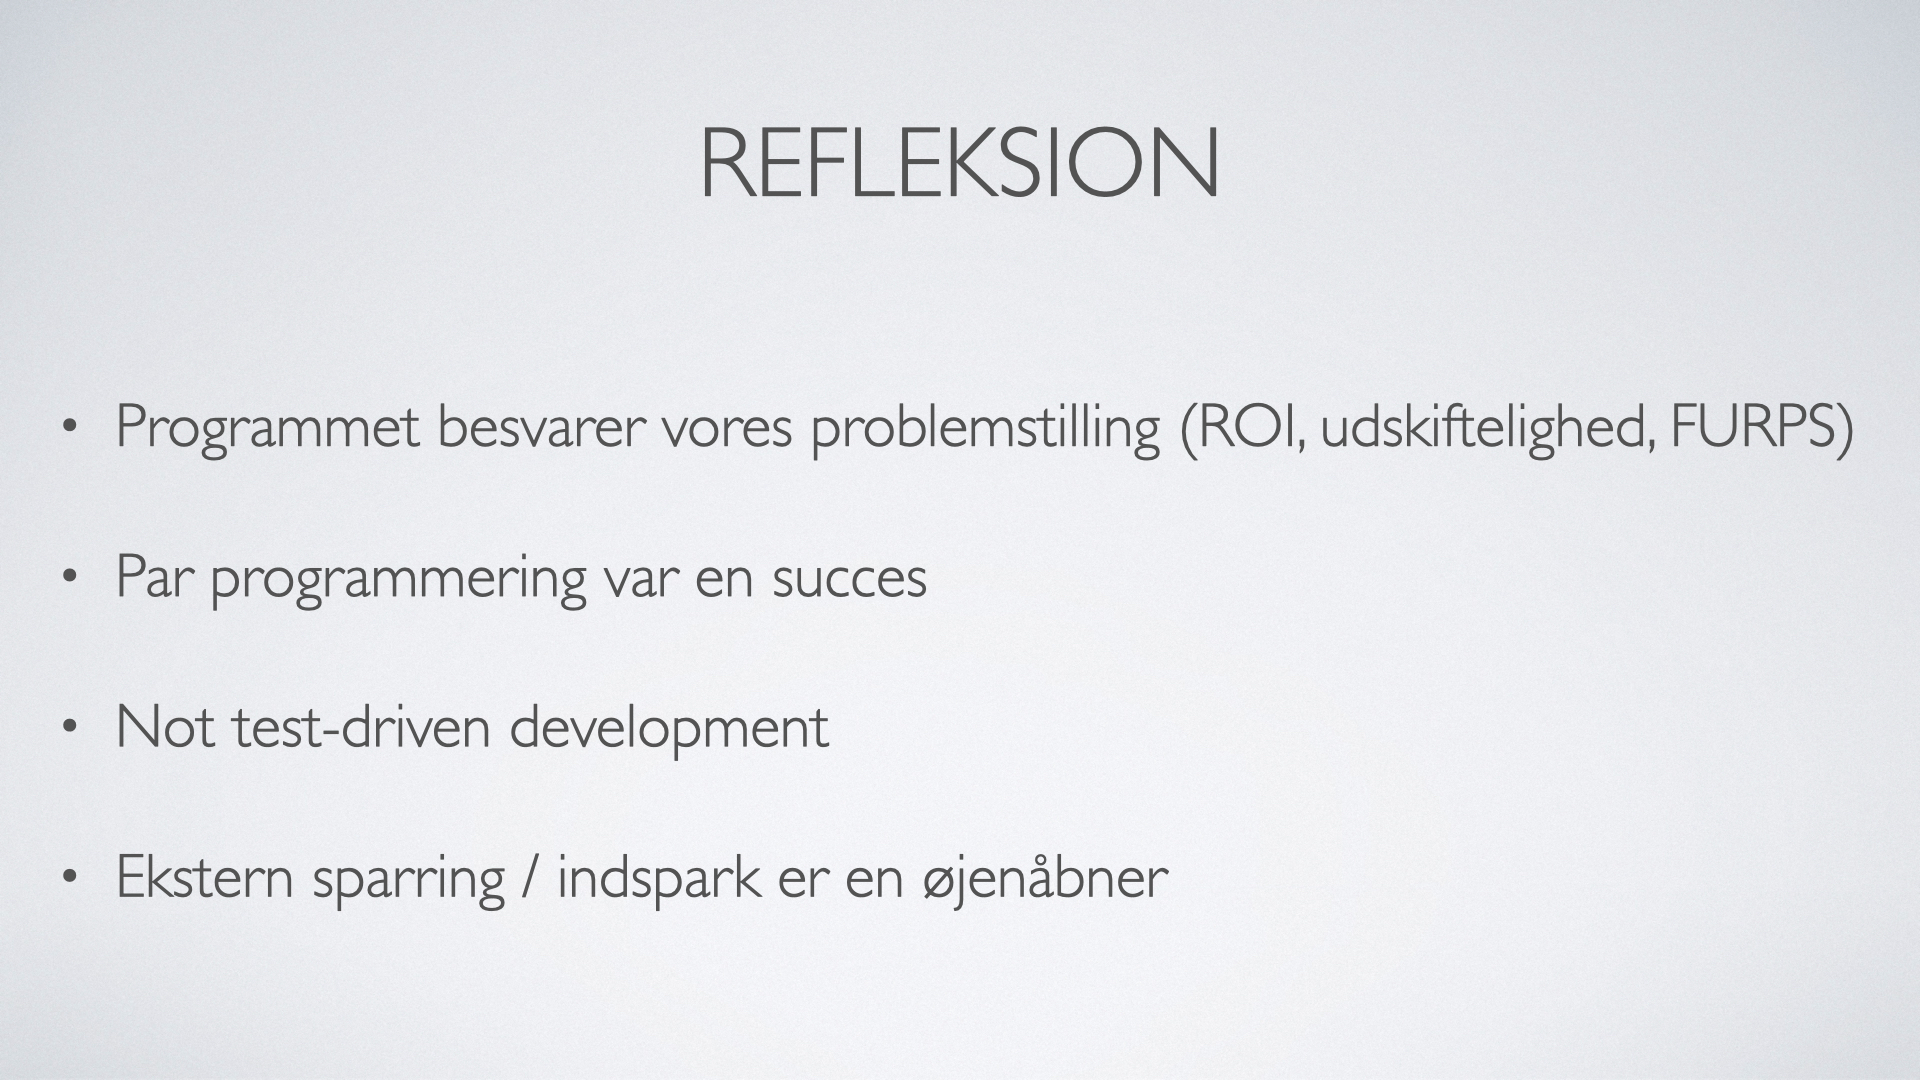 REFLEKSION
• Programmet besvarer vores problemstilling (ROI, udskiftelighed, FURPS)
• Par programmering var en succes
• Not test-driven development
• Ekstern sparring / indspark er en øjenåbner